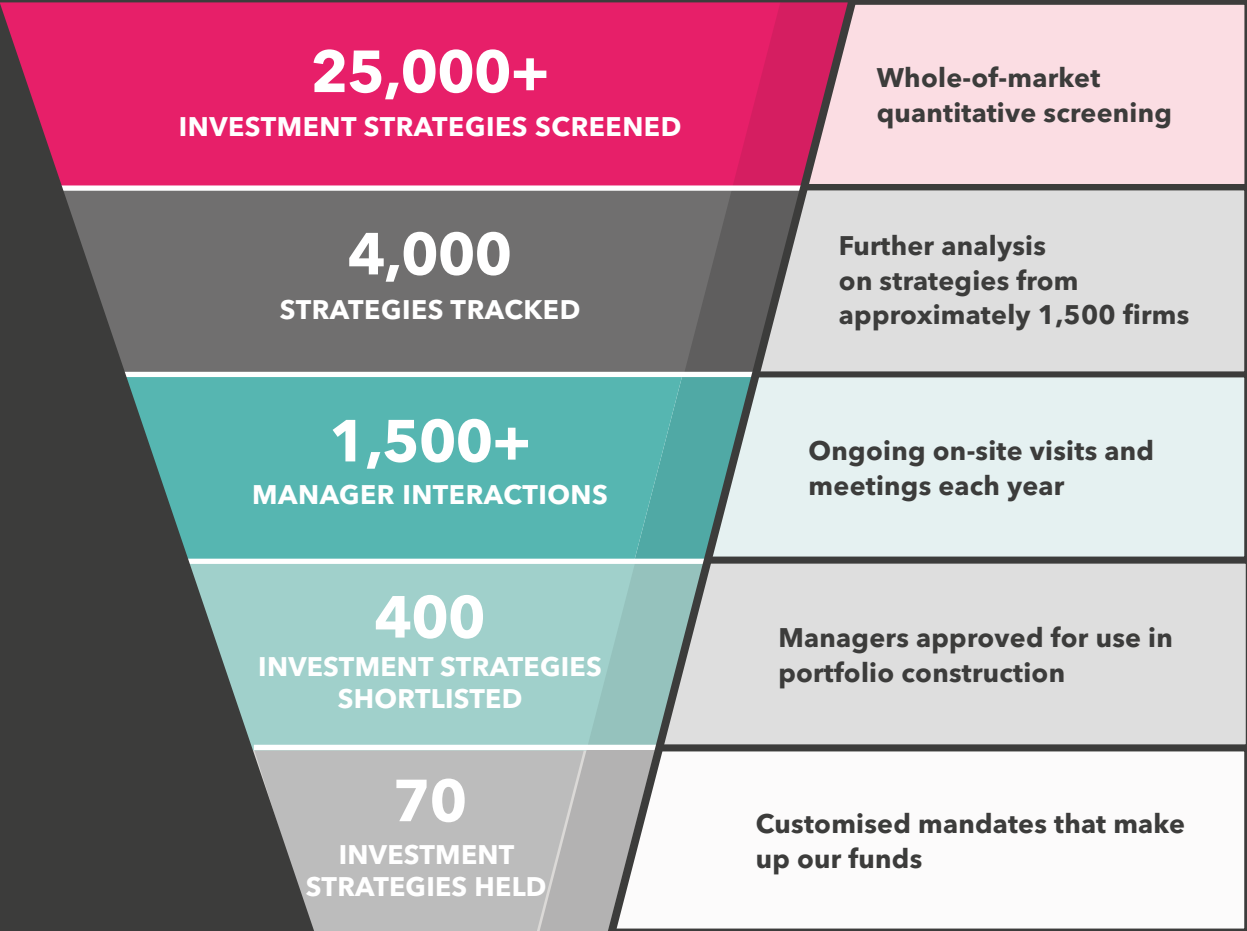 25,000+
INVESTMENT STRATEGIES SCREENED
Whole-of-market
quantitative screening
4,000
STRATEGIES TRACKED
Further analysis
on strategies from
approximately 1,500 firms
1,500+
MANAGER INTERACTIONS
Ongoing on-site visits and
meetings each year
400
INVESTMENT STRATEGIES
SHORTLISTED
Managers approved for use in
portfolio construction
70
INVESTMENT
STRATEGIES HELD
Customised mandates that make
up our funds